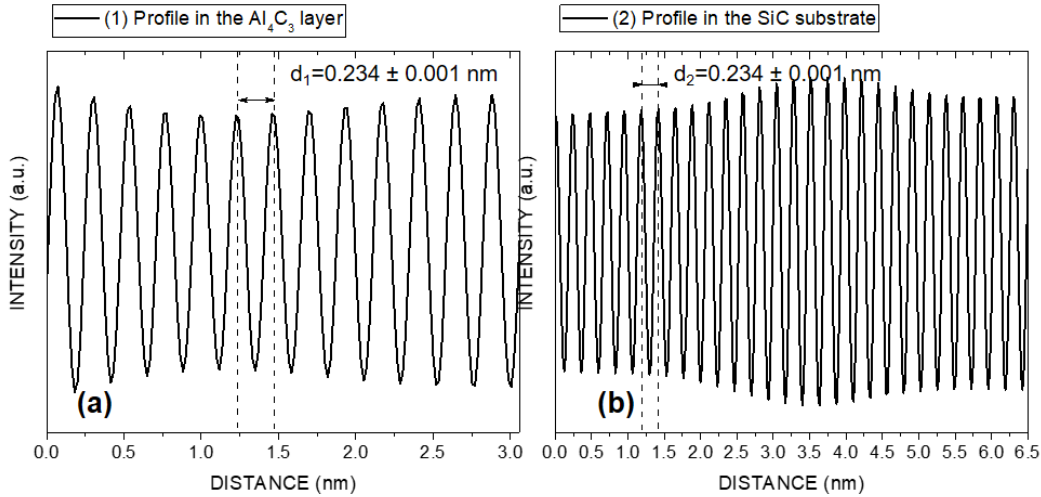 (1) Profile in the Al₄C₃ layer
(2) Profile in the SiC substrate
d₁=0.234 ± 0.001 nm
d₂=0.234 ± 0.001 nm
INTENSITY (a.u.)
INTENSITY (a.u.)
(a)
(b)
0.0 0.5 1.0 1.5 2.0 2.5 3.0
0.0 0.5 1.0 1.5 2.0 2.5 3.0 3.5 4.0 4.5 5.0 5.5 6.0 6.5
DISTANCE (nm)
DISTANCE (nm)